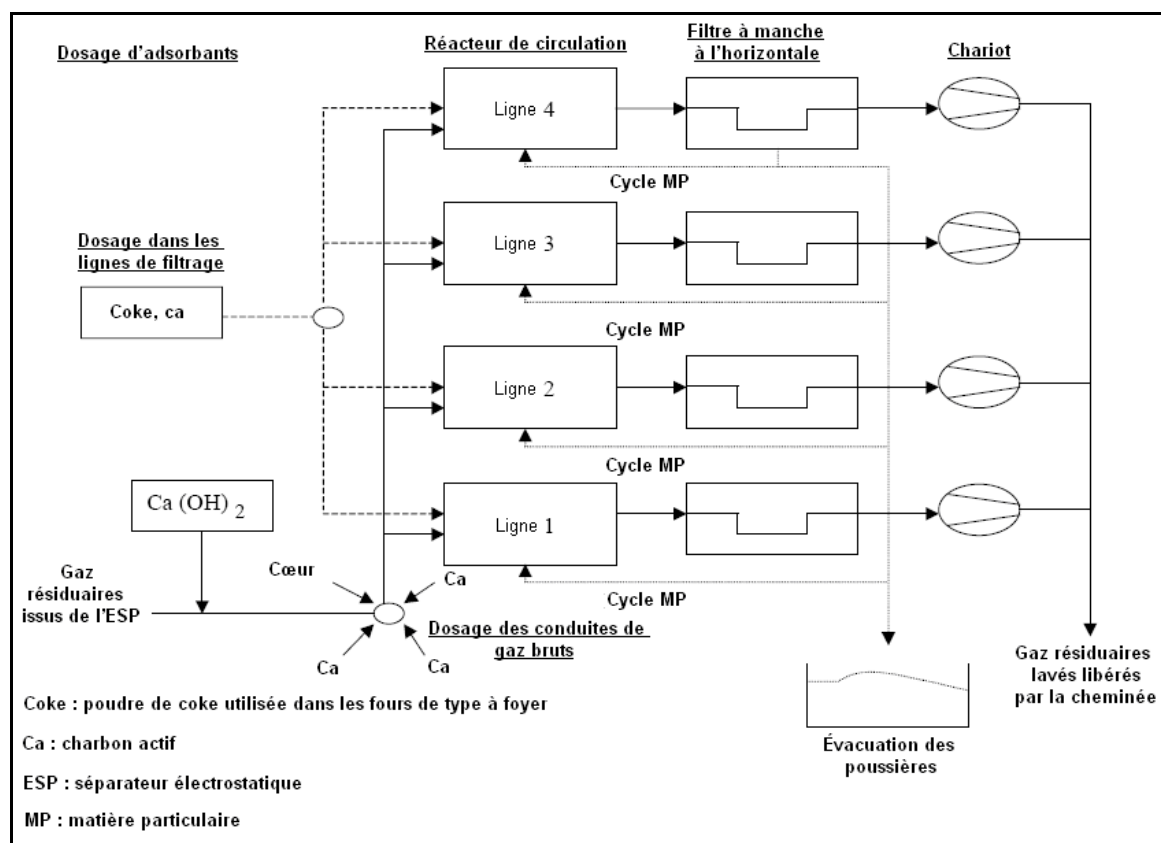 Dosage d'adsorbants
Réacteur de circulation
Filtre à manche
à l'horizontale
Chariot
Ligne 4
Cycle MP
Dosage dans les
lignes de filtrage
Coke, ca
Ligne 3
Cycle MP
Ligne 2
Cycle MP
Ca (OH) 2
Ligne 1
Cycle MP
Gaz
résiduaires
issus de l'ESP
Cœur
Ca
Ca
Ca
Dosage des conduites de
gaz bruts
Gaz résiduaires
lavés libérés
par la cheminée
Évacuation des
poussières
Coke : poudre de coke utilisée dans les fours de type à foyer
Ca : charbon actif
ESP : séparateur électrostatique
MP : matière particulaire